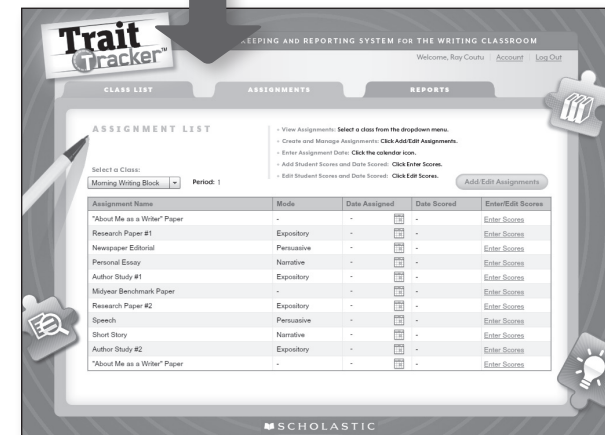 Trait
Tracker™
KEEPING AND REPORTING SYSTEM FOR THE WRITING CLASSROOM
Welcome, Ray Coutu | Account | Log Out
CLASS LIST
ASSIGNMENTS
REPORTS
ASSIGNMENT LIST
View Assignments: Select a class from the dropdown menu.
Create and Manage Assignments: Click Add/Edit Assignments.
Enter Assignment Date: Click the calendar icon.
Add Student Scores and Date Scored: Click Enter Scores.
Edit Student Scores and Date Scored: Click Edit Scores.
Select a Class:
Morning Writing Block Period: 1
Add/Edit Assignments
Assignment Name Mode Date Assigned Date Scored Enter/Edit Scores
"About Me as a Writer" Paper - - - Enter Scores
Research Paper #1 Expository - - Enter Scores
Newspaper Editorial Persuasive - - Enter Scores
Personal Essay Narrative - - Enter Scores
Author Study #1 Expository - - Enter Scores
Midyear Benchmark Paper - - - Enter Scores
Research Paper #2 Expository - - Enter Scores
Speech Persuasive - - Enter Scores
Short Story Narrative - - Enter Scores
Author Study #2 Expository - - Enter Scores
"About Me as a Writer" Paper - - - Enter Scores
SCHOLASTIC